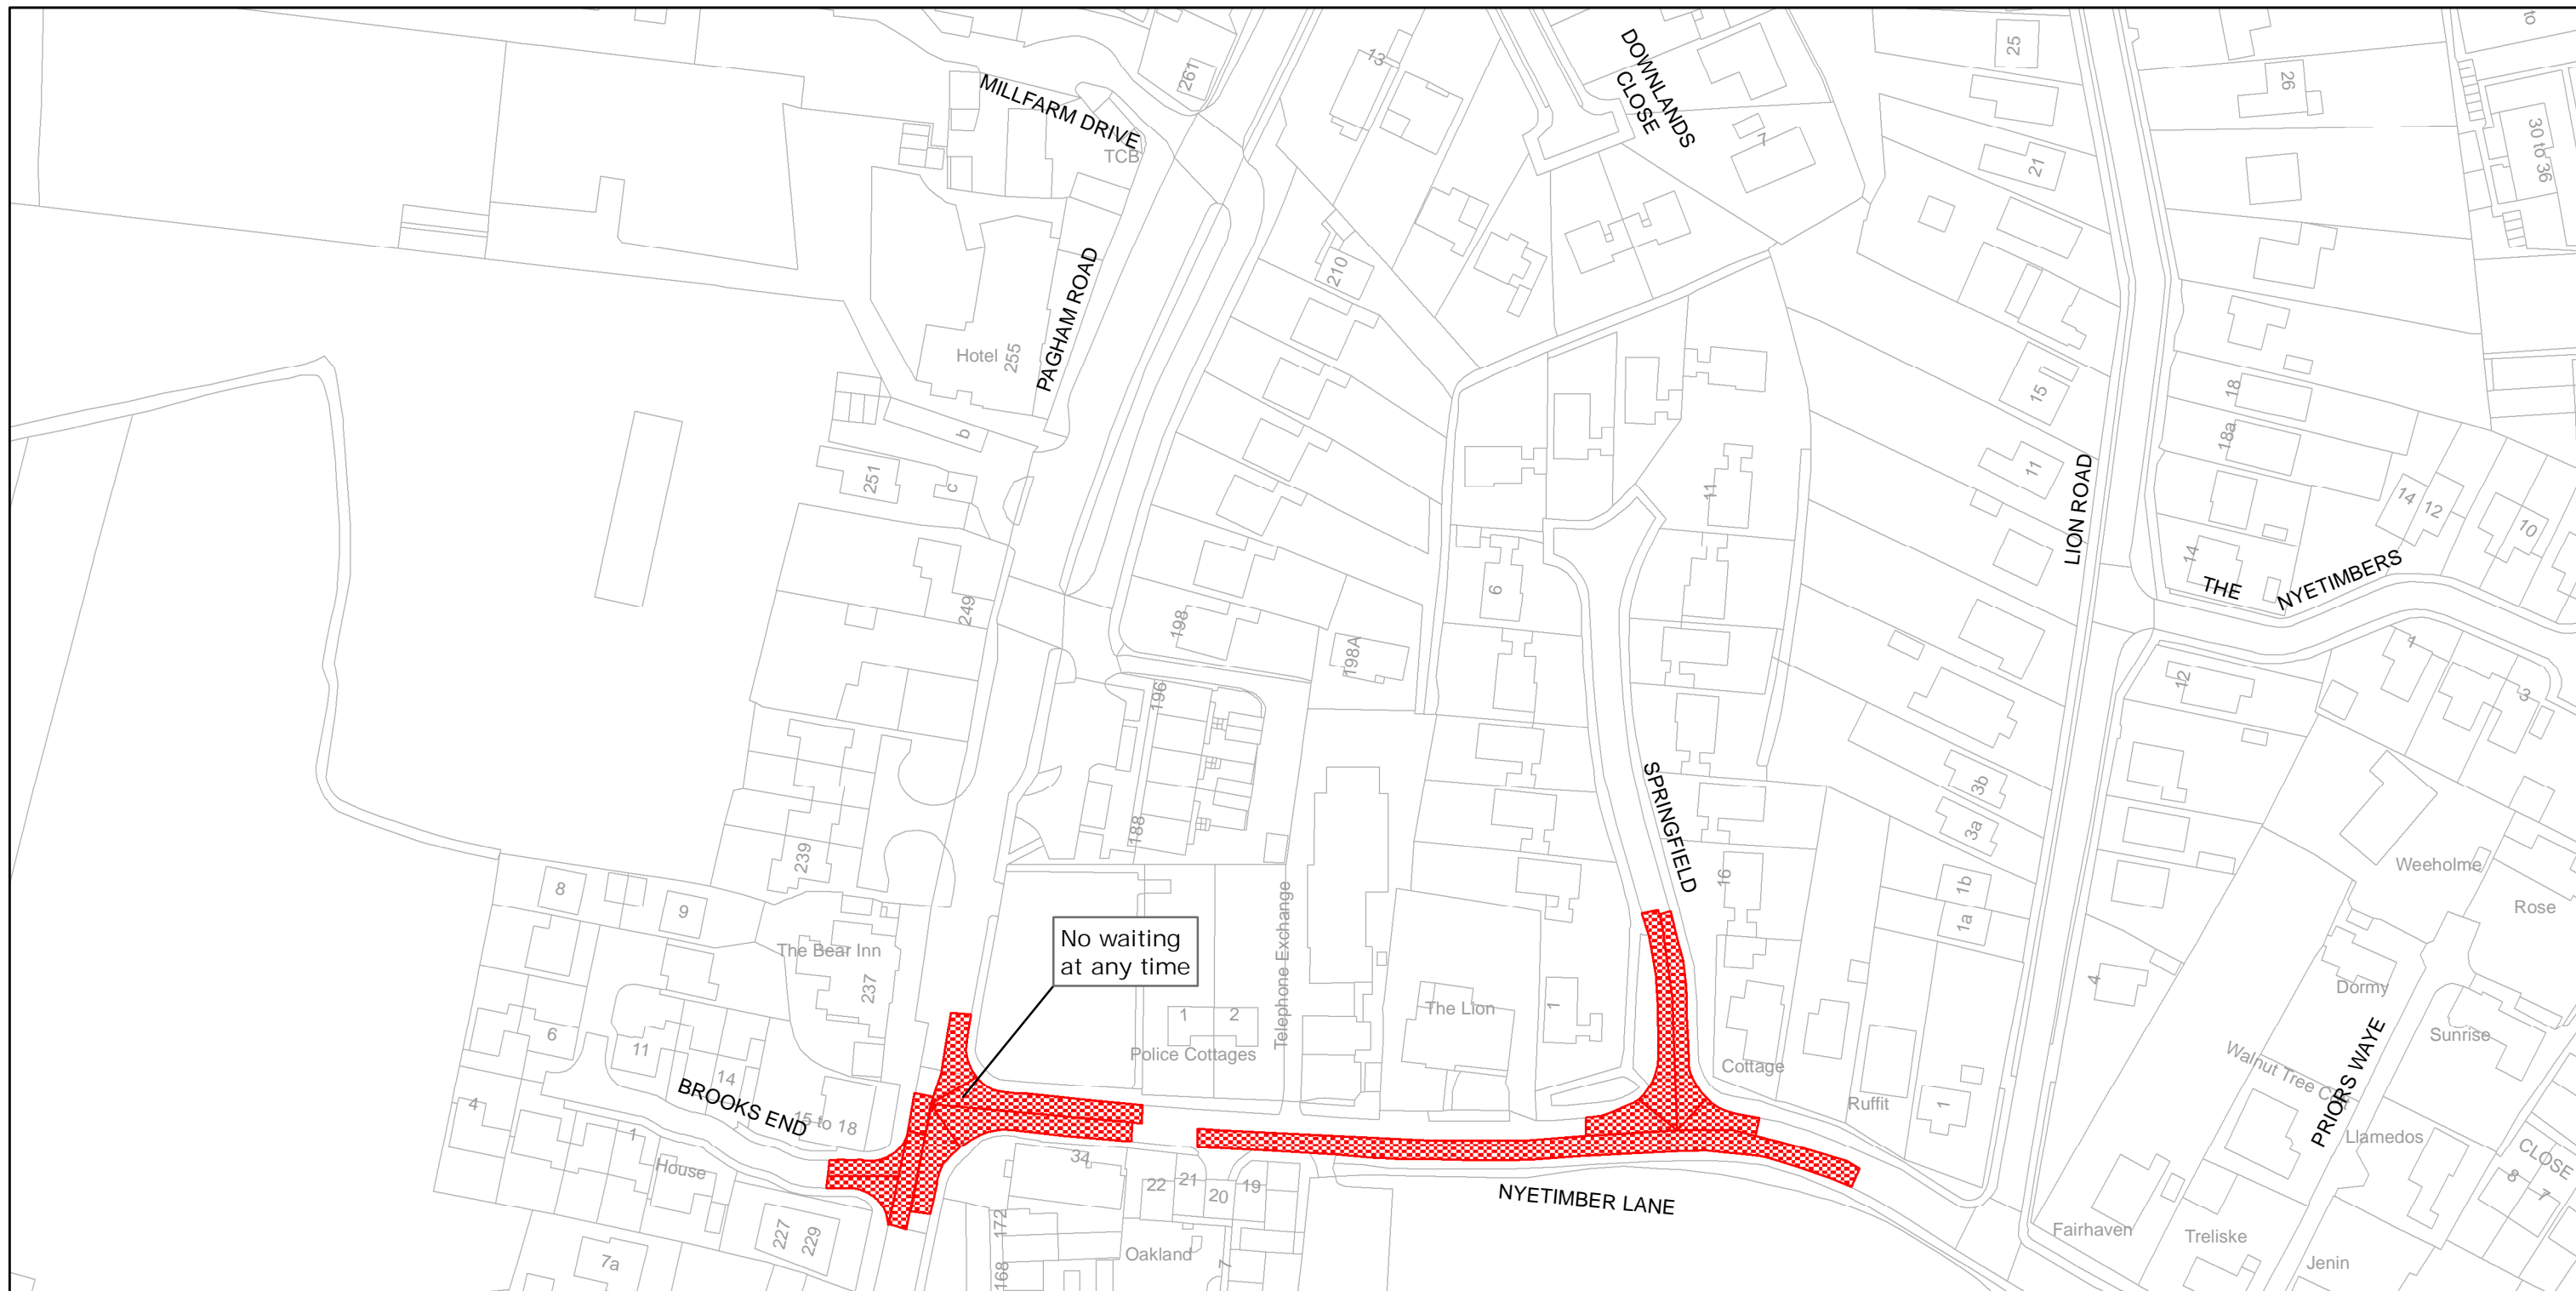 MILLFARM DRIVE
TCB
261
13
DOWNLANDS
CLOSE
7
25
21
26
to
30 to 36
210
PAGHAM ROAD
Hotel
255
b
251
c
249
198
198A
196
188
6
11
15
11
LION ROAD
18
18a
14
14
12
10
THE
NYETIMBERS
12
1
3
SPRINGFIELD
3b
3a
16
1b
1a
Weeholme
Rose
239
8
9
The Bear Inn
237
No waiting
at any time
Telephone Exchange
1
2
Police Cottages
The Lion
1
Cottage
Ruffit
1
4
Dormy
Sunrise
Walnut Tree
PRIORS WAYE
Llamedos
CLOSE
8
7
6
11
14
BROOKS END
15 to 18
4
1
House
227
229
7a
34
22
21
20
19
172
168
Oakland
7
NYETIMBER LANE
Fairhaven
Treliske
Jenin